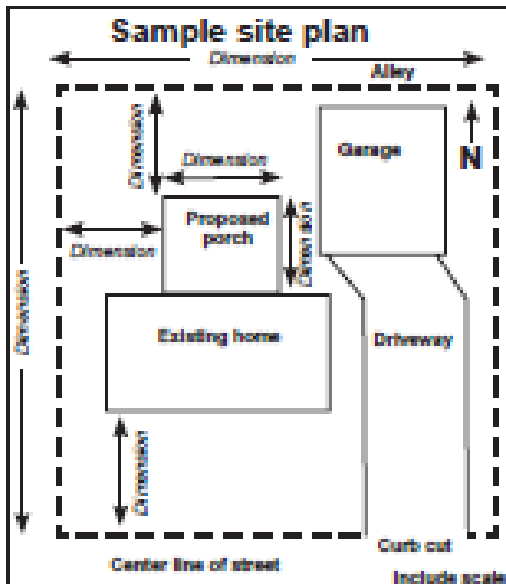 Sample site plan
Dimension
Alley
Dimension
Garage
N
Dimension
Proposed
porch
Dimension
Dimension
Dimension
Existing home
Driveway
Dimension
Curb cut
Center line of street
Include scale